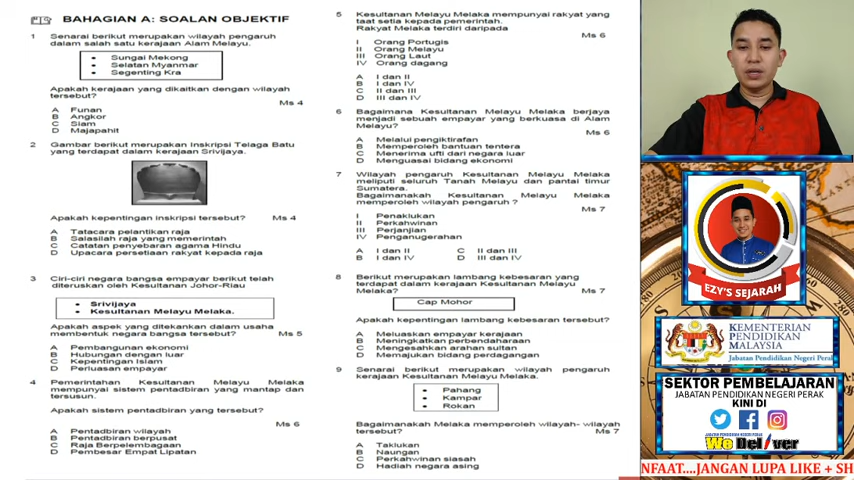 BAHAGIAN A: SOALAN OBJEKTIF
1 Senarai berikut merupakan wilayah pengaruh
dalam salah satu kerajaan Alam Melayu.
• Sungai Mekong
• Selatan Myanmar
• Segenting Kra
Apakah kerajaan yang dikaitkan dengan wilayah
tersebut?
Ms 4
A Funan
B Angkor
C Siam
D Majapahit
2 Gambar berikut merupakan Inskripsi Telaga Batu
yang terdapat dalam kerajaan Srivijaya.
Apakah kepentingan inskripsi tersebut? Ms 4
A Tatacara pelantikan raja
B Salasilah raja yang memerintah
C Catatan penyebaran agama Hindu
D Upacara persetiaan rakyat kepada raja
3 Ciri-ciri negara bangsa empayar berikut telah
diteruskan oleh Kesultanan Johor-Riau
• Srivijaya
• Kesultanan Melayu Melaka.
Apakah aspek yang ditekankan dalam usaha
membentuk negara bangsa tersebut? Ms 5
A Pembangunan ekonomi
B Hubungan dengan luar
C Kepentingan Islam
D Perluasan empayar
4 Pemerintahan Kesultanan Melayu Melaka
mempunyai sistem pentadbiran yang mantap dan
tersusun.
Apakah sistem pentadbiran yang tersebut?
Ms 6
A Pentadbiran wilayah
B Pentadbiran berpusat
C Raja Berpelembagaan
D Pembesar Empat Lipatan
5 Kesultanan Melayu Melaka mempunyai rakyat yang
taat setia kepada pemerintah.
Rakyat Melaka terdiri daripada
Ms 6
I Orang Portugis
II Orang Melayu
III Orang Laut
IV Orang dagang
A I dan II
B I dan IV
C II dan III
D III dan IV
6 Bagaimana Kesultanan Melayu Melaka berjaya
menjadi sebuah empayar yang berkuasa di Alam
Melayu?
Ms 6
A Melalui pengiktirafan
B Memperoleh bantuan tentera
C Menerima ufti dari negara luar
D Menguasai bidang ekonomi
7 Wilayah pengaruh Kesultanan Melayu Melaka
meliputi seluruh Tanah Melayu dan pantai timur
Sumatera.
Bagaimanakah Kesultanan Melayu Melaka
memperoleh wilayah pengaruh ?
Ms 7
I Penaklukan
II Perkahwinan
III Perjanjian
IV Penganugerahan
A I dan II C II dan III
B I dan IV D III dan IV
8 Berikut merupakan lambang kebesaran yang
terdapat dalam kerajaan Kesultanan Melayu
Melaka? Ms 7
Cap Mohor
Apakah kepentingan lambang kebesaran tersebut?
A Meluaskan empayar kerajaan
B Meningkatkan perbendaharaan
C Mengesahkan arahan sultan
D Memajukan bidang perdagangan
9 Senarai berikut merupakan wilayah pengaruh
kerajaan Kesultanan Melayu Melaka.
• Pahang
• Kampar
• Rokan
Bagaimanakah Melaka memperoleh wilayah- wilayah
tersebut? Ms 7
A Taklukan
B Naungan
C Perkahwinan siasah
D Hadiah negara asing
EZY'S SEJARAH
KEMENTERIAN
PENDIDIKAN
MALAYSIA
Jabatan Pendidikan Negeri Perak
SEKTOR PEMBELAJARAN
JABATAN PENDIDIKAN NEGERI PERAK
KINI DI
We Deliver
NFAAT....JANGAN LUPA LIKE + SH